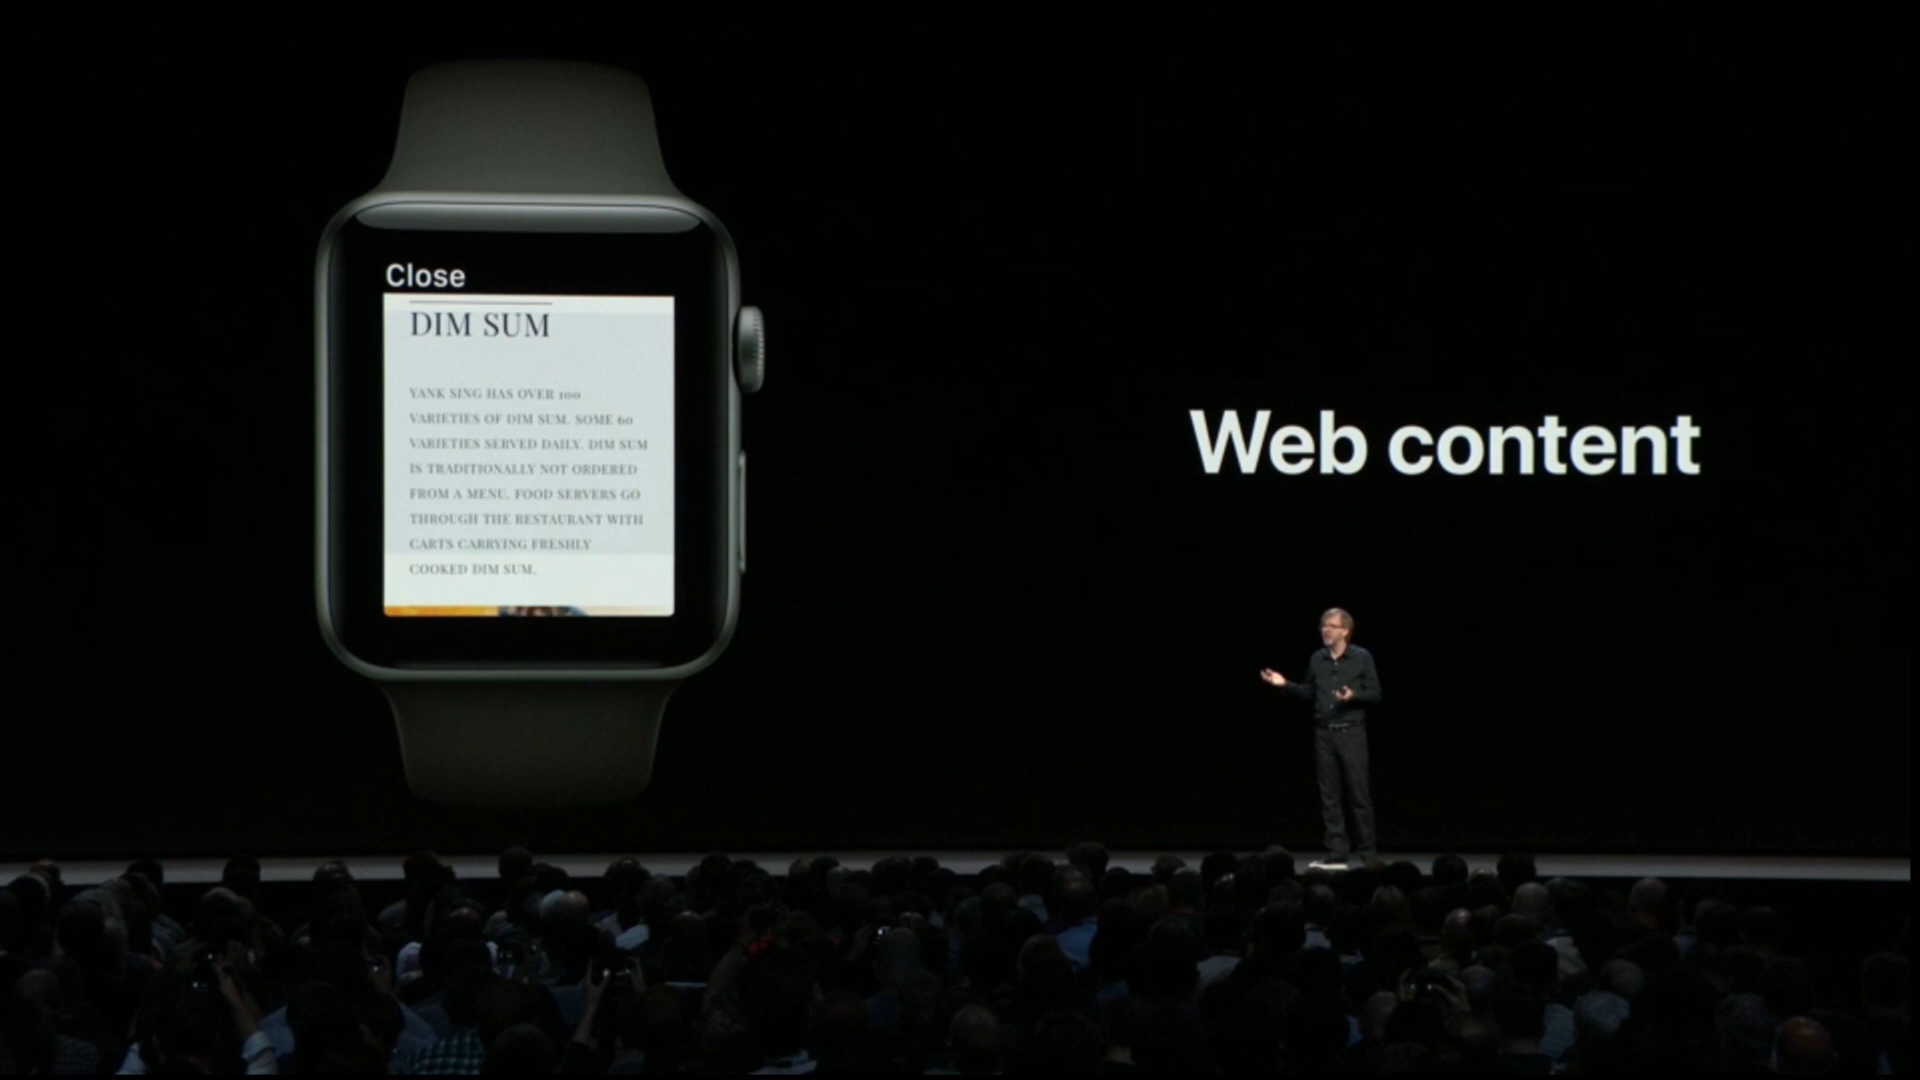 Close
DIM SUM
YANK SING HAS OVER 100
VARIETIES OF DIM SUM. SOME 60
VARIETIES SERVED DAILY. DIM SUM
IS TRADITIONALLY NOT ORDERED
FROM A MENU. FOOD SERVERS GO
THROUGH THE RESTAURANT WITH
CARTS CARRYING FRESHLY
COOKED DIM SUM.
Web content